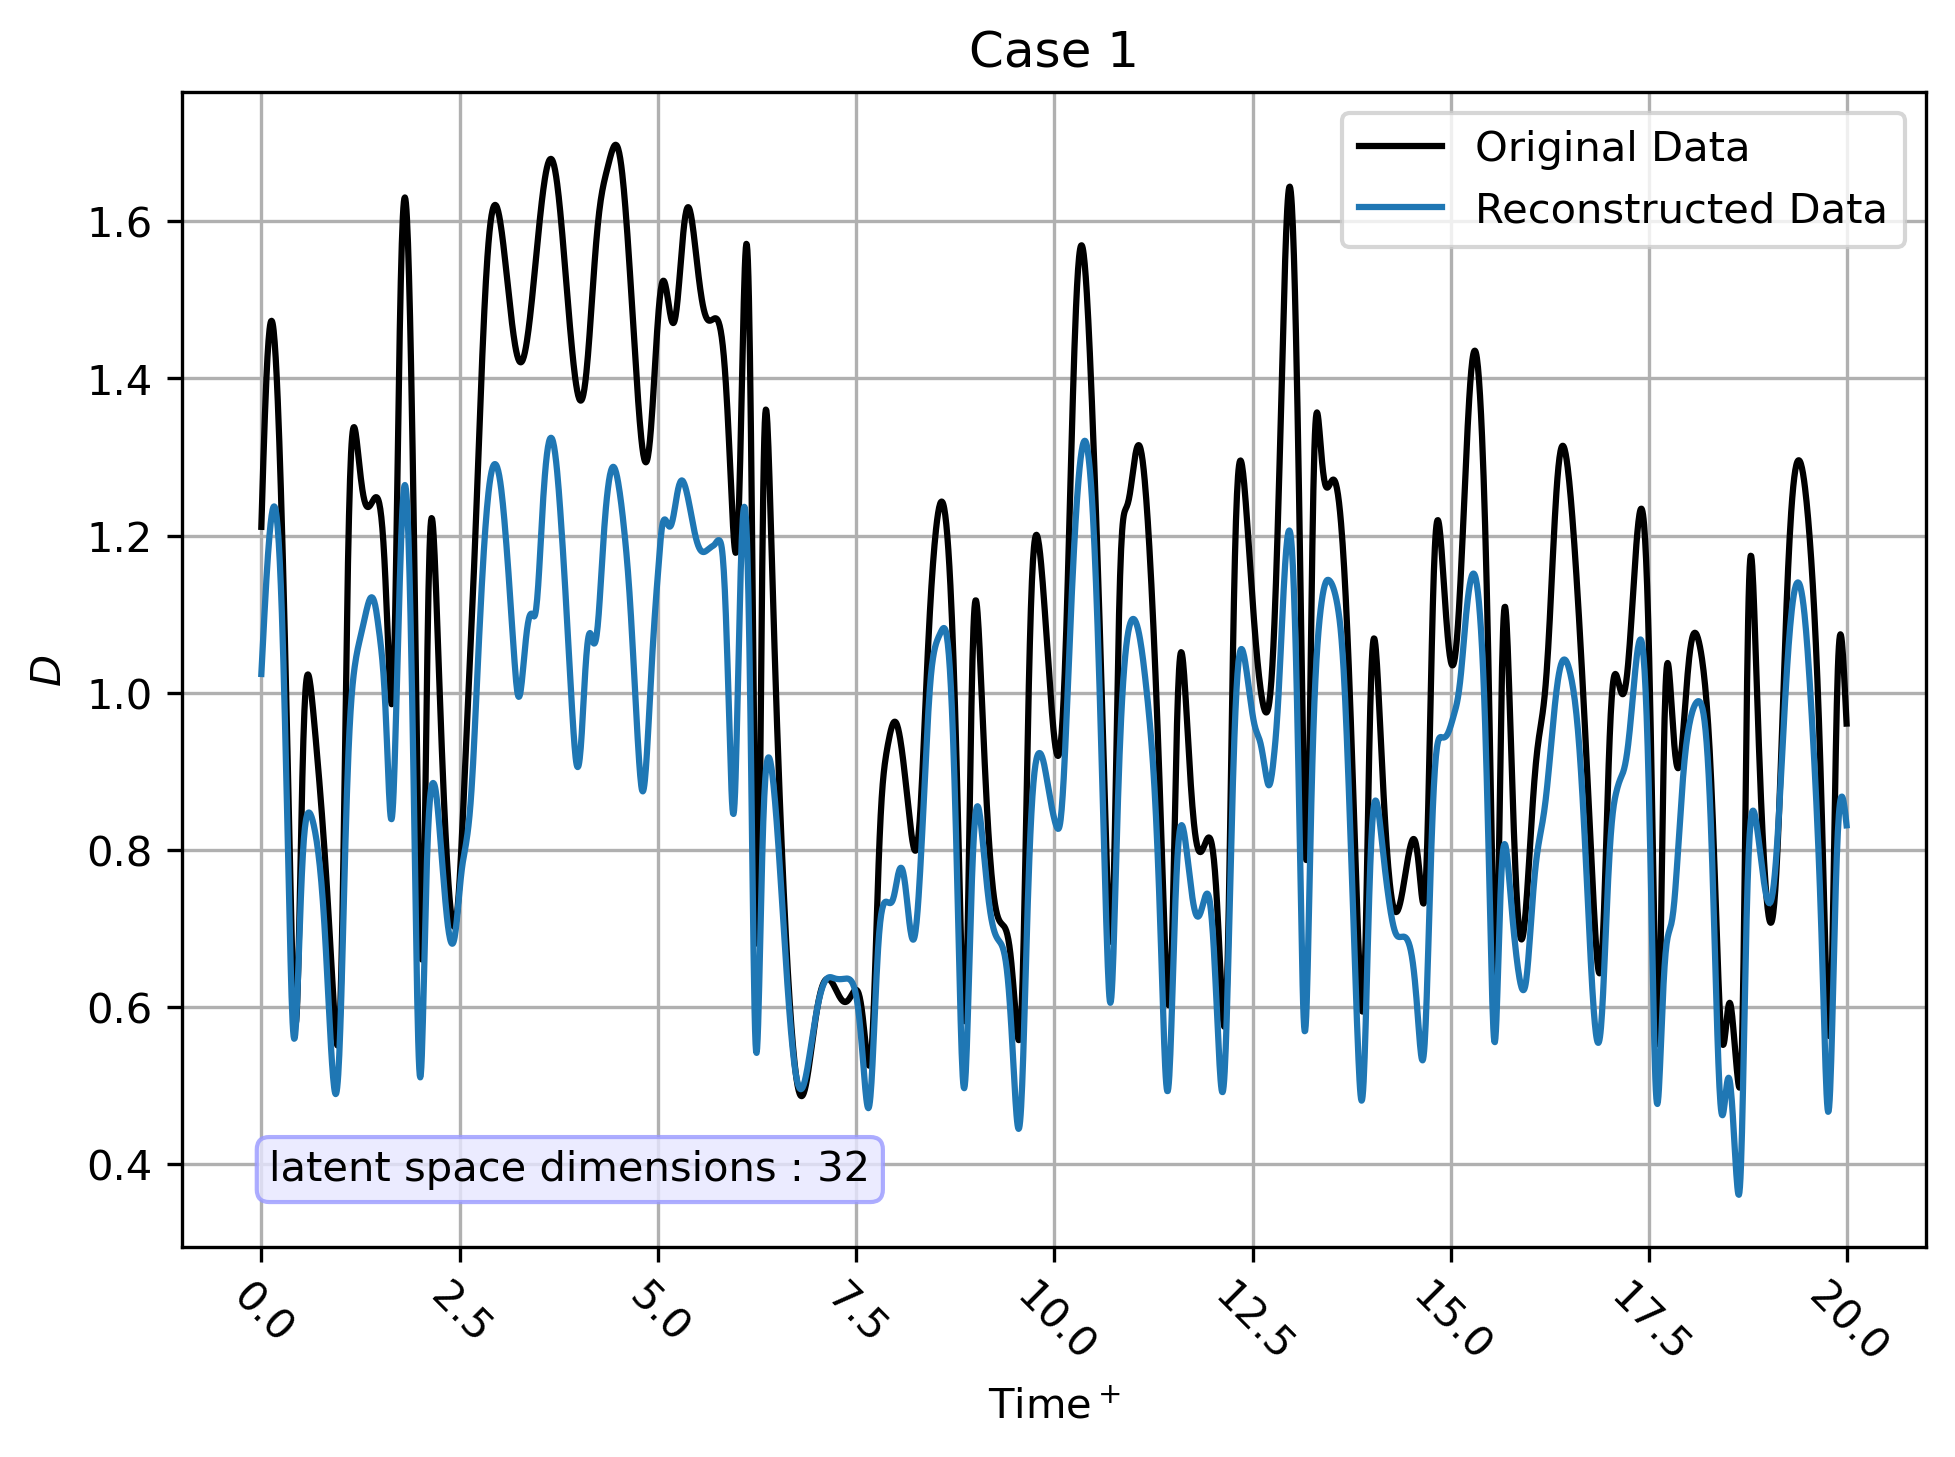 Case 1
Original Data
Reconstructed Data
D
1.6
1.4
1.2
1.0
0.8
0.6
0.4
latent space dimensions : 32
0.0 2.5 5.0 7.5 10.0 12.5 15.0 17.5 20.0
Time⁺